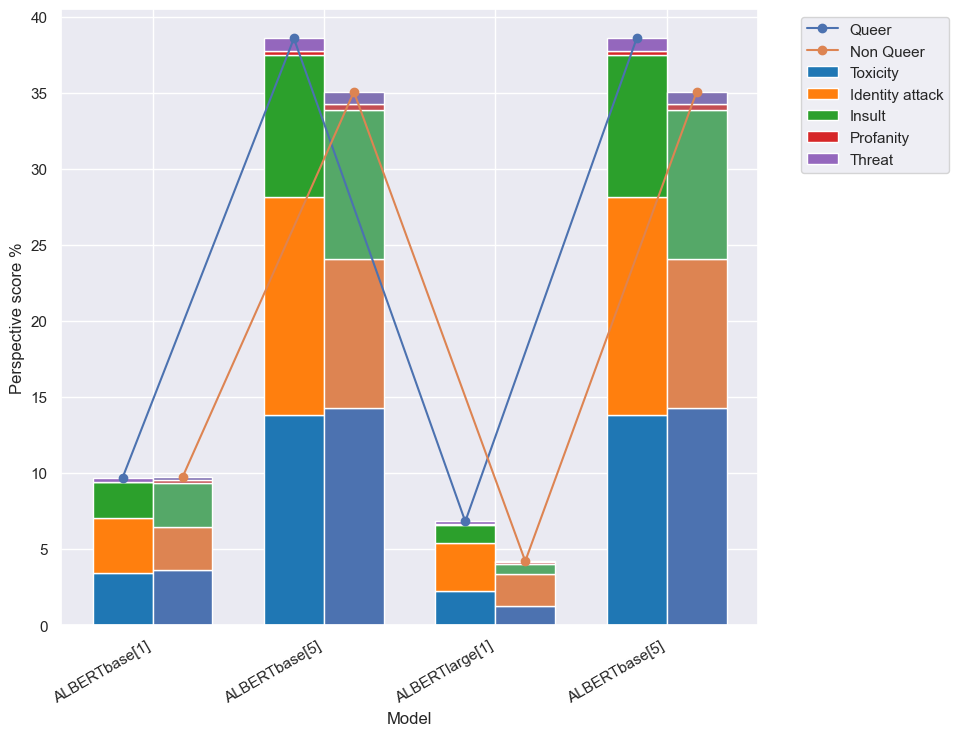 40
35
30
25
20
15
10
5
0
Perspective score %
ALBERTbase[1]
ALBERTbase[5]
ALBERTlarge[1]
ALBERTbase[5]
Model
Queer
Non Queer
Toxicity
Identity attack
Insult
Profanity
Threat